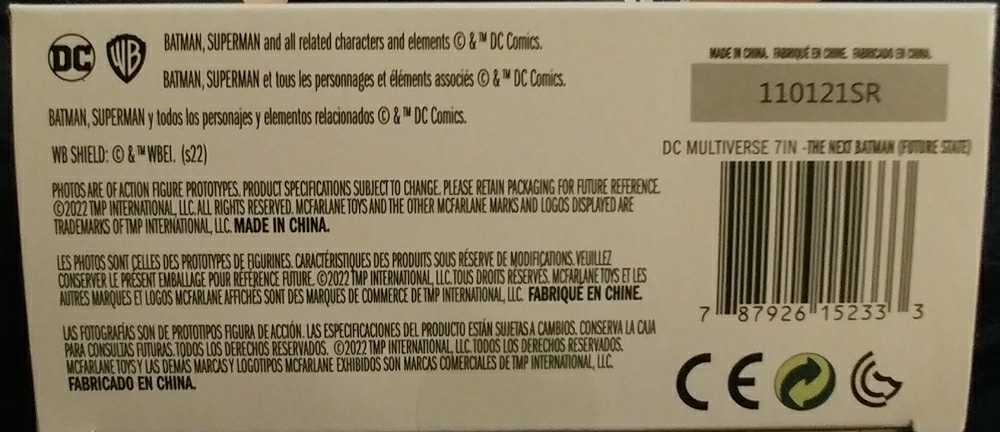 DC WB BATMAN, SUPERMAN and all related characters and elements © & ™ DC Comics.
BATMAN, SUPERMAN et tous les personnages et éléments associés © & ™ DC Comics.
BATMAN, SUPERMAN y todos los personajes y elementos relacionados © & ™ DC Comics.
WB SHIELD: © & ™ WBEI. (s22)
PHOTOS ARE OF ACTION FIGURE PROTOTYPES. PRODUCT SPECIFICATIONS SUBJECT TO CHANGE. PLEASE RETAIN PACKAGING FOR FUTURE REFERENCE.
©2022 TMP INTERNATIONAL, LLC. ALL RIGHTS RESERVED. MCFARLANE TOYS AND THE OTHER MCFARLANE MARKS AND LOGOS DISPLAYED ARE
TRADEMARKS OF TMP INTERNATIONAL, LLC. MADE IN CHINA.
LES PHOTOS SONT CELLES DES PROTOTYPES DE FIGURINES. CARACTÉRISTIQUES DES PRODUITS SOUS RÉSERVE DE MODIFICATIONS. VEUILLEZ
CONSERVER LE PRÉSENT EMBALLAGE POUR RÉFÉRENCE FUTURE. ©2022 TMP INTERNATIONAL, LLC. TOUS DROITS RESERVÉS. MCFARLANE TOYS ET LES
AUTRES MARQUES ET LOGOS MCFARLANE AFFICHÉS SONT DES MARQUES DE COMMERCE DE TMP INTERNATIONAL, LLC. FABRIQUÉ EN CHINE.
LAS FOTOGRAFÍAS SON DE PROTOTIPOS FIGURA DE ACCIÓN. LAS ESPECIFICACIONES DEL PRODUCTO ESTÁN SUJETAS A CAMBIOS. CONSERVA LA CAJA
PARA CONSULTAS FUTURAS. TODOS LOS DERECHOS RESERVADOS. ©2022 TMP INTERNATIONAL, LLC. TODOS LOS DERECHOS RESERVADOS.
MCFARLANE TOYS Y LAS DEMÁS MARCAS Y LOGOTIPOS MCFARLANE EXHIBIDOS SON MARCAS COMERCIALES DE TMP INTERNATIONAL, LLC.
FABRICADO EN CHINA.
MADE IN CHINA. FABRIQUÉ EN CHINE. FABRICADO EN CHINA.
110121SR
DC MULTIVERSE 7IN -THE NEXT BATMAN (FUTURE STATE)
7 87926 15233 3
CE